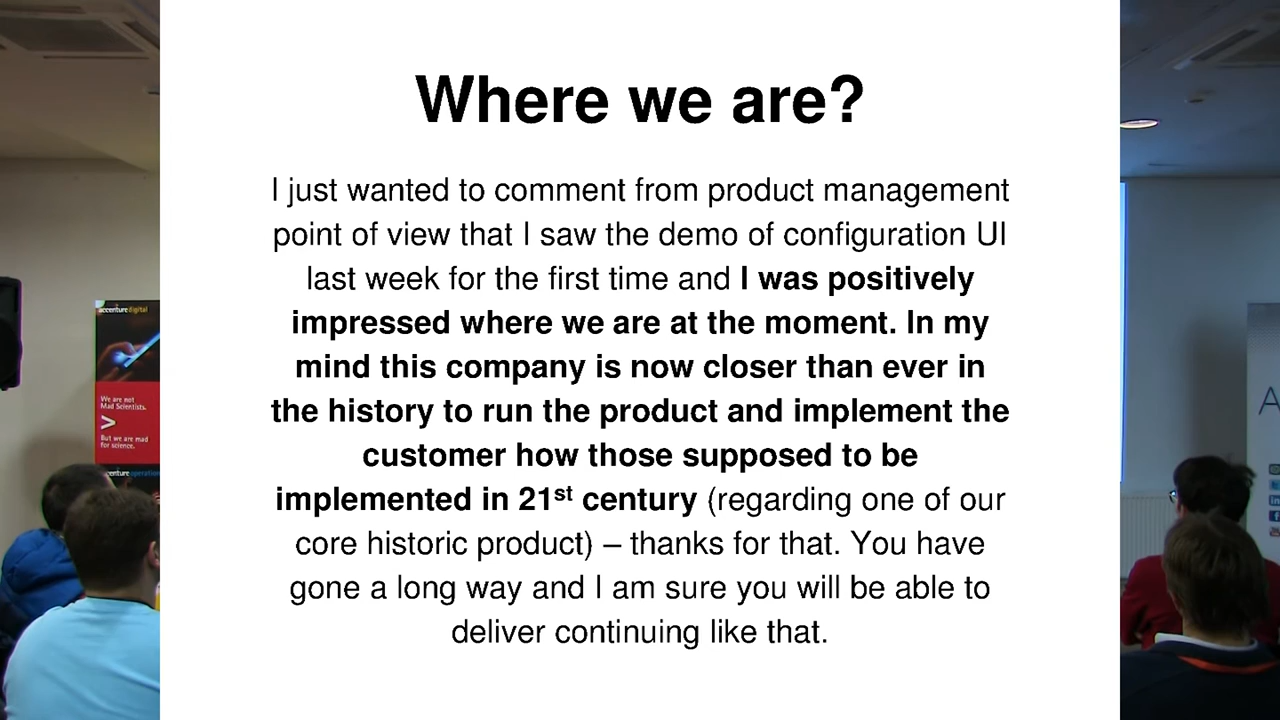 Where we are?
I just wanted to comment from product management
point of view that I saw the demo of configuration UI
last week for the first time and I was positively
impressed where we are at the moment. In my
mind this company is now closer than ever in
the history to run the product and implement the
customer how those supposed to be
implemented in 21st century (regarding one of our
core historic product) – thanks for that. You have
gone a long way and I am sure you will be able to
deliver continuing like that.
accenturedigital
We are not
Mad Scientists.
>
But we are mad
for science.
accentureoperation
A